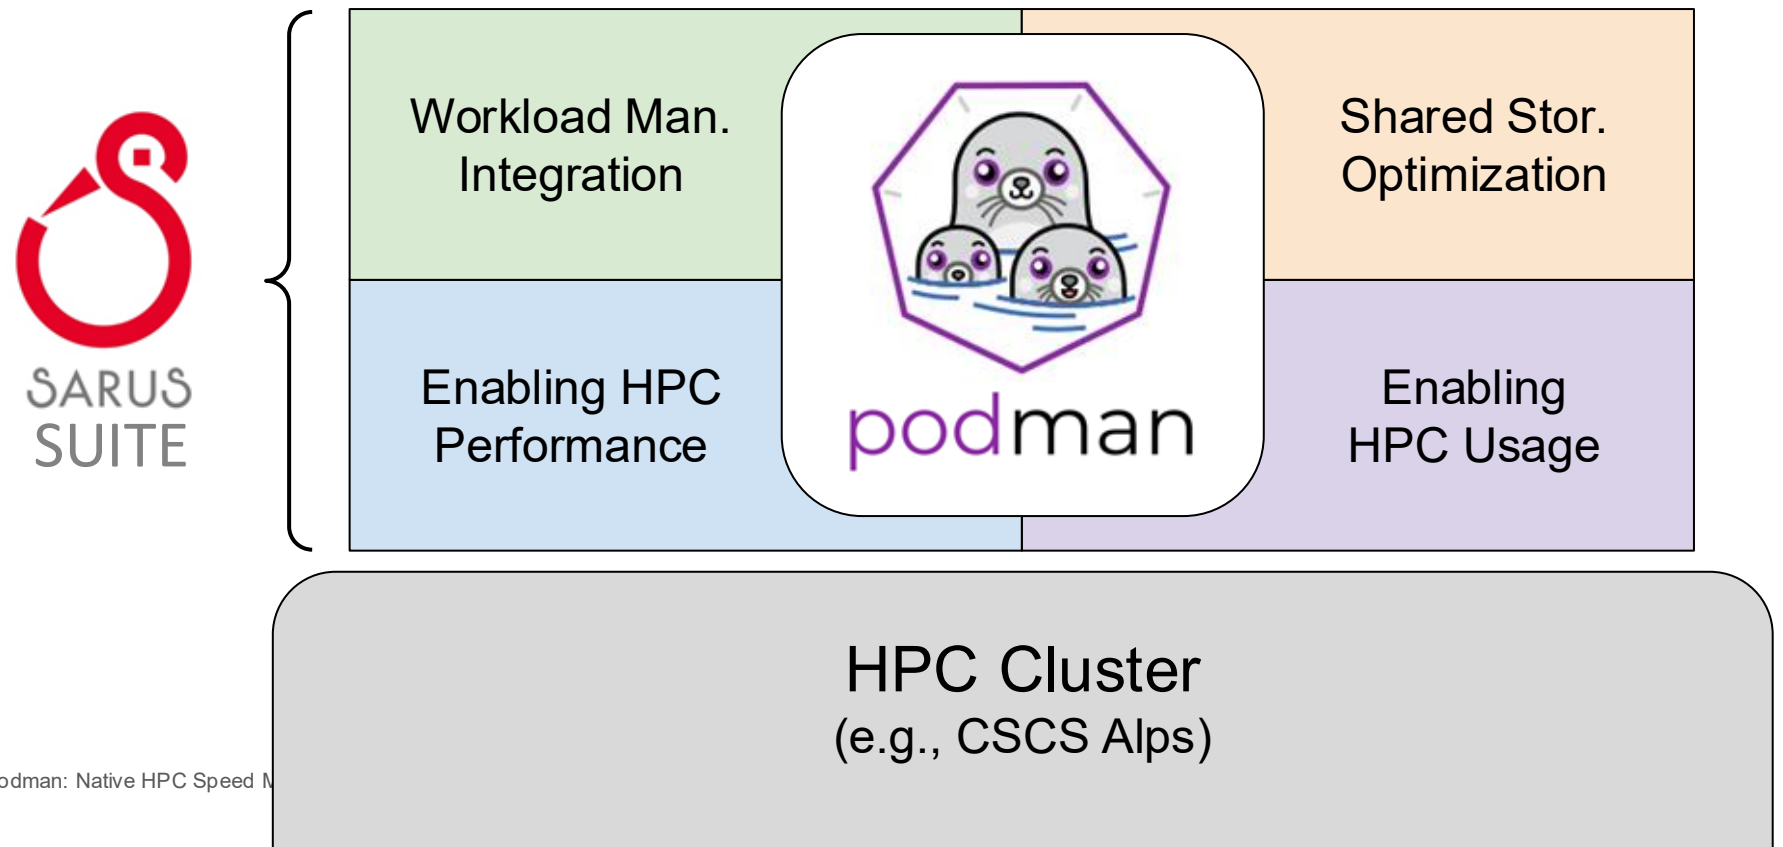 SARUS
SUITE
Workload Man.
Integration
Shared Stor.
Optimization
Enabling HPC
Performance
podman
Enabling
HPC Usage
HPC Cluster
(e.g., CSCS Alps)
odman: Native HPC Speed